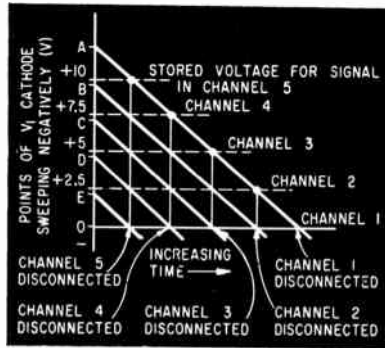 POINTS OF V₁ CATHODE
SWEEPING NEGATIVELY (V)
A
+10
B
+7.5
C
+5
D
+2.5
E
0
–
STORED VOLTAGE FOR SIGNAL
IN CHANNEL 5
CHANNEL 4
CHANNEL 3
CHANNEL 2
CHANNEL 1
INCREASING
TIME
CHANNEL
5
DISCONNECTED
CHANNEL 4
DISCONNECTED
CHANNEL 3
DISCONNECTED
CHANNEL 1
DISCONNECTED
CHANNEL 2
DISCONNECTED